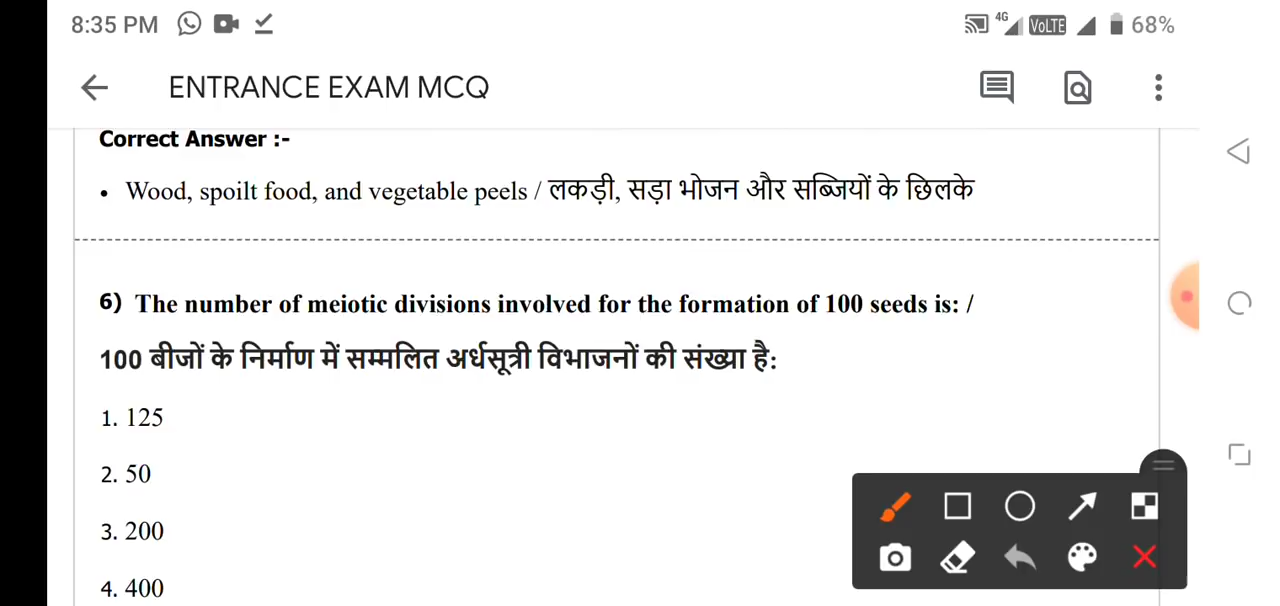 8:35 PM 4G VoLTE 68%
ENTRANCE EXAM MCQ
Correct Answer :-
• Wood, spoilt food, and vegetable peels / लकड़ी, सड़ा भोजन और सब्जियों के छिलके
6) The number of meiotic divisions involved for the formation of 100 seeds is: /
100 बीजों के निर्माण में सम्मलित अर्धसूत्री विभाजनों की संख्या है:
1. 125
2. 50
3. 200
4. 400